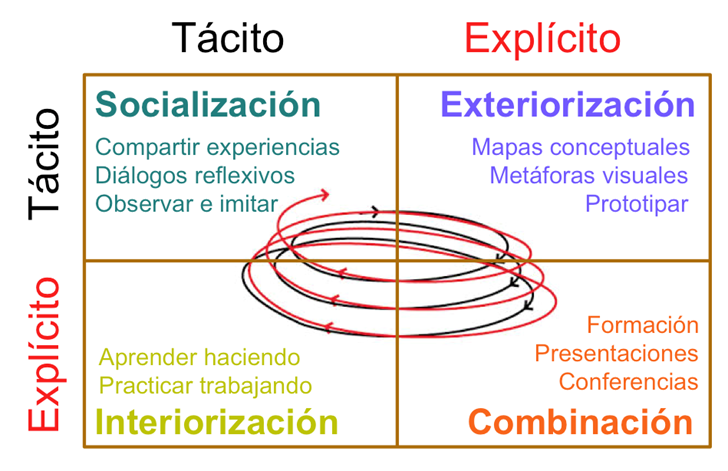 Tácito
Explícito
Tácito
Socialización
Compartir experiencias
Diálogos reflexivos
Observar e imitar
Exteriorización
Mapas conceptuales
Metáforas visuales
Prototipar
Explícito
Aprender haciendo
Practicar trabajando
Interiorización
Formación
Presentaciones
Conferencias
Combinación